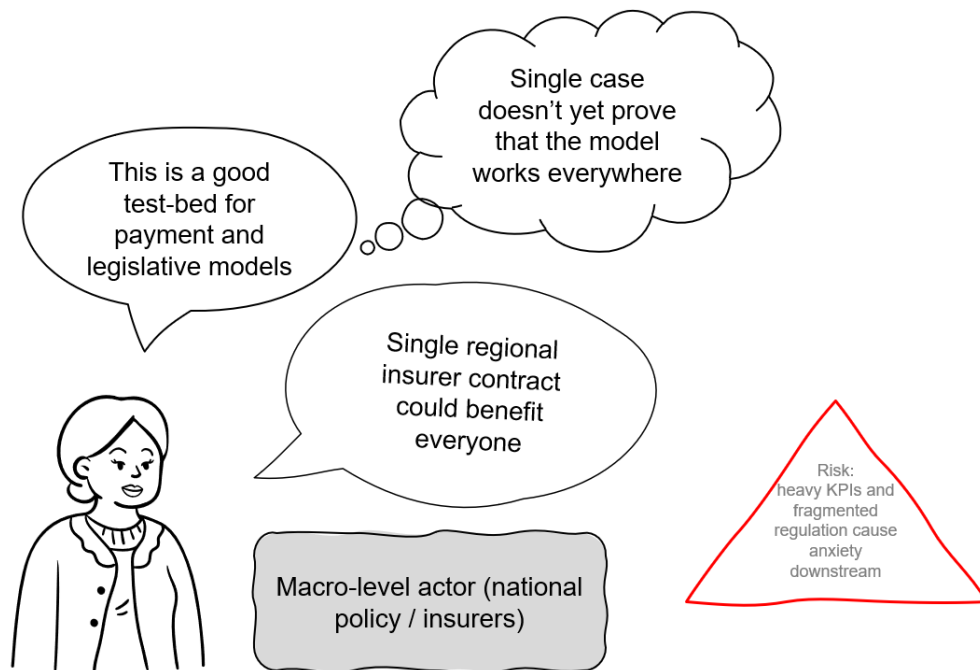 Single case
doesn’t yet prove
that the model
works everywhere
This is a good
test-bed for
payment and
legislative models
Single regional
insurer contract
could benefit
everyone
Risk:
heavy KPIs and
fragmented
regulation cause
anxiety
downstream
Macro-level actor (national
policy / insurers)